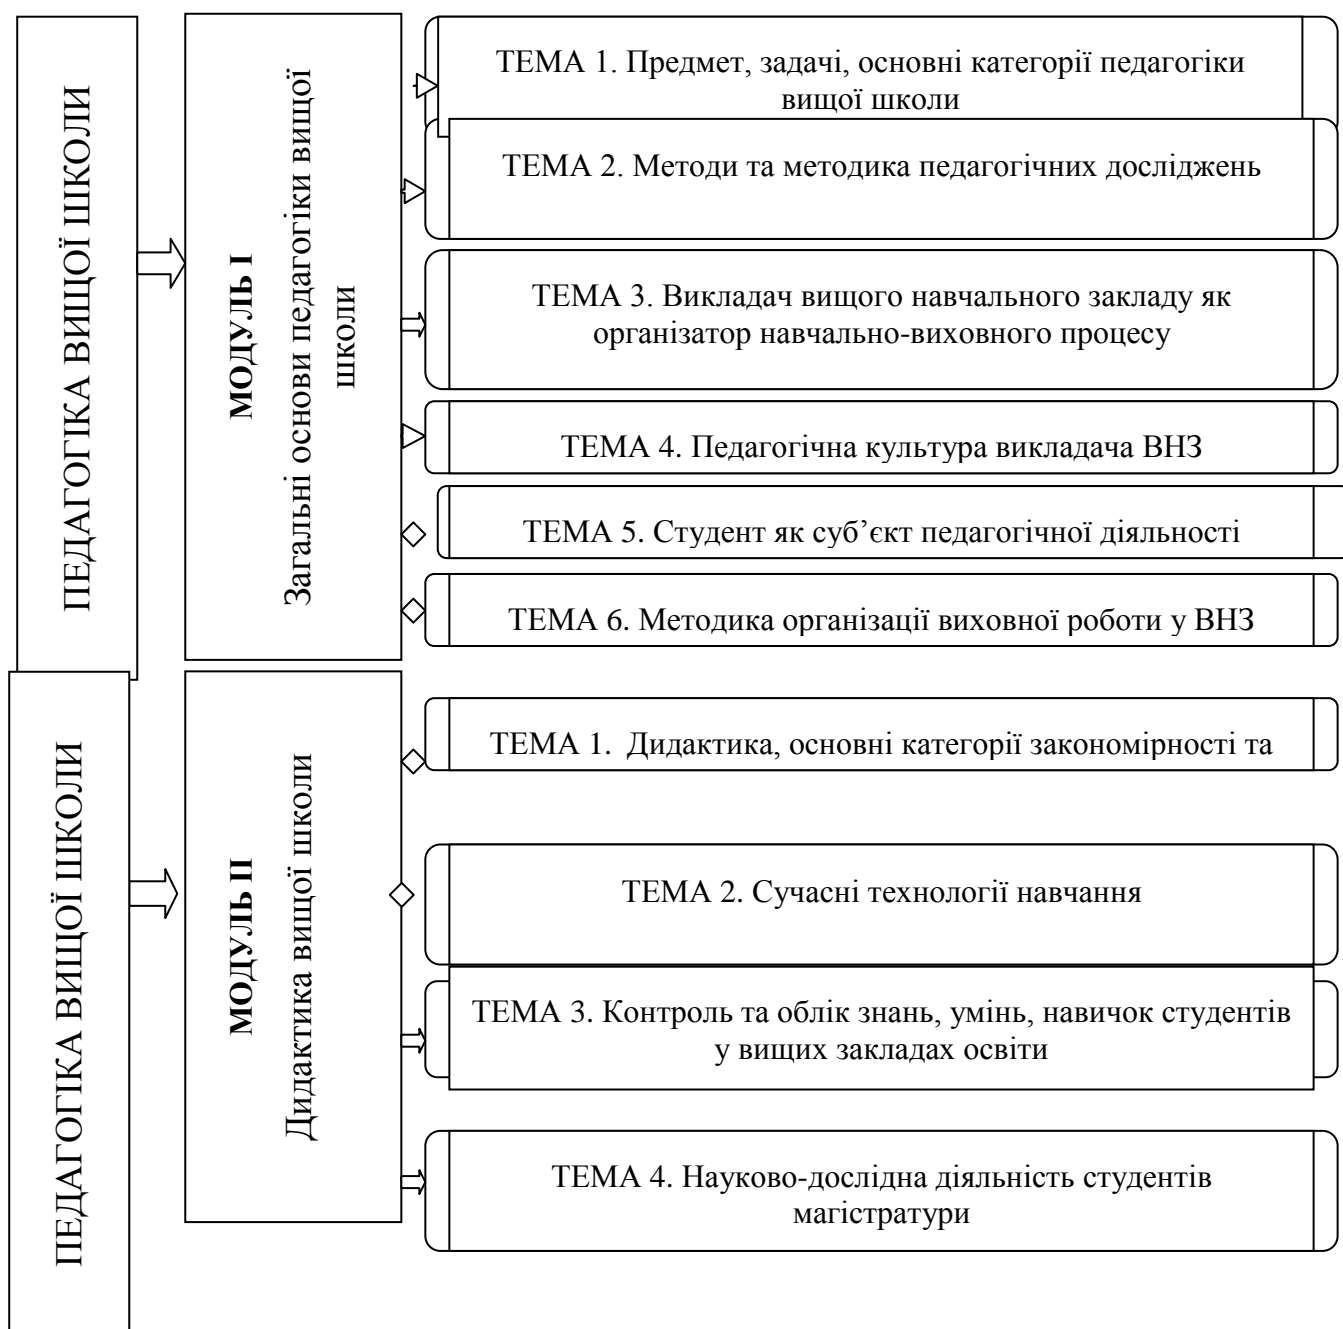 ПЕДАГОГІКА ВИЩОЇ ШКОЛИ
МОДУЛЬ І
Загальні основи педагогіки вищої
школи
ТЕМА 1. Предмет, задачі, основні категорії педагогіки
вищої школи
ТЕМА 2. Методи та методика педагогічних досліджень
ТЕМА 3. Викладач вищого навчального закладу як
організатор навчально-виховного процесу
ТЕМА 4. Педагогічна культура викладача ВНЗ
ТЕМА 5. Студент як суб’єкт педагогічної діяльності
ТЕМА 6. Методика організації виховної роботи у ВНЗ
ПЕДАГОГІКА ВИЩОЇ ШКОЛИ
МОДУЛЬ ІІ
Дидактика вищої школи
ТЕМА 1. Дидактика, основні категорії закономірності та
ТЕМА 2. Сучасні технології навчання
ТЕМА 3. Контроль та облік знань, умінь, навичок студентів
у вищих закладах освіти
ТЕМА 4. Науково-дослідна діяльність студентів
магістратури